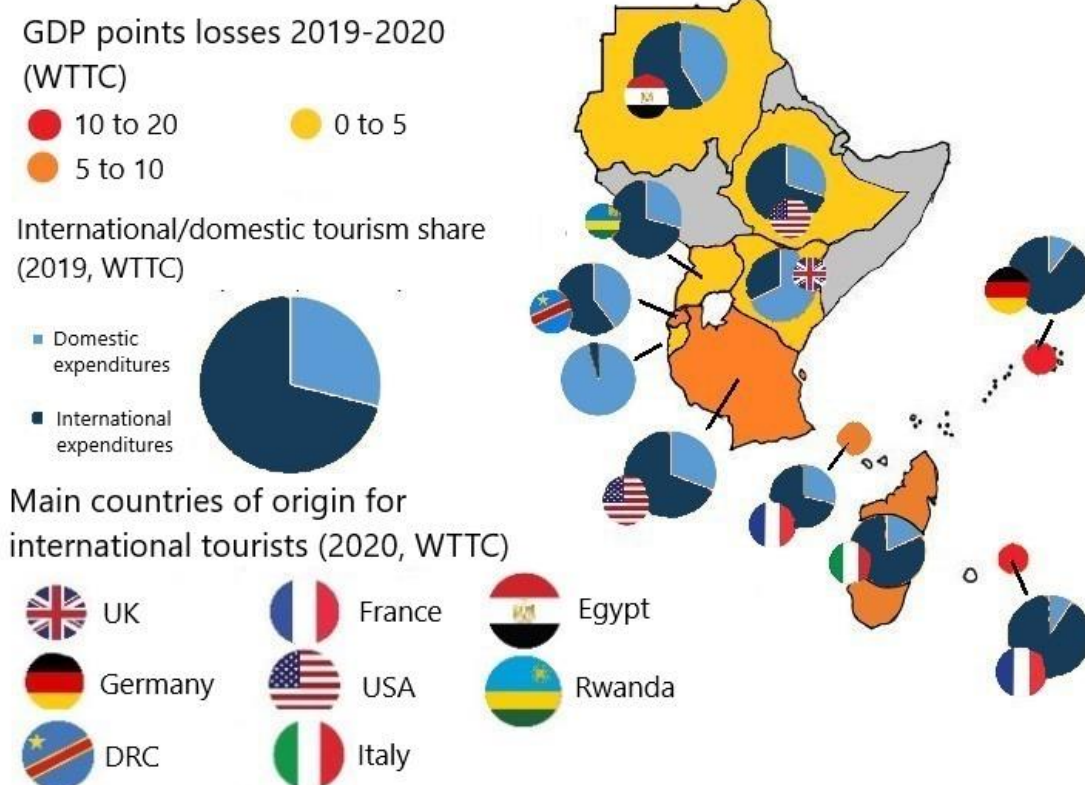 GDP points losses 2019-2020
(WTTC)
10 to 20
0 to 5
5 to 10
International/domestic tourism share
(2019, WTTC)
Domestic
expenditures
International
expenditures
Main countries of origin for
international tourists (2020, WTTC)
UK
France
Egypt
Germany
USA
Rwanda
DRC
Italy